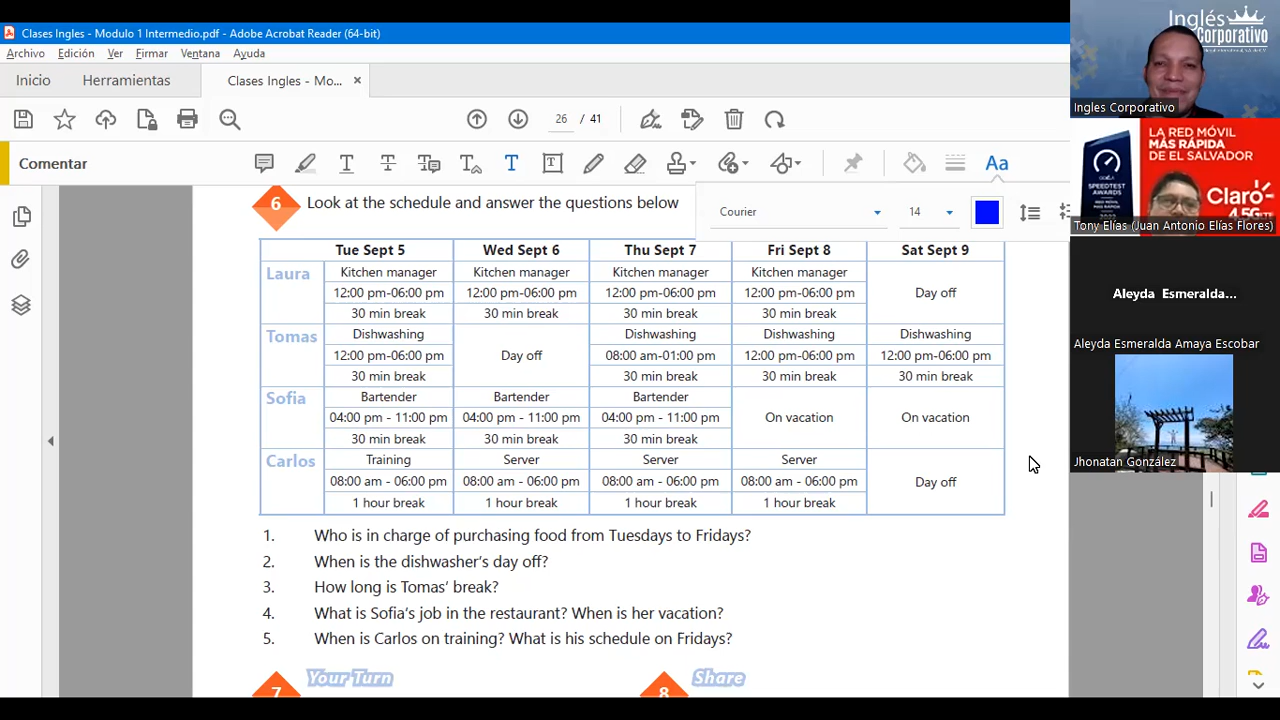 Clases Ingles - Modulo 1 Intermedio.pdf - Adobe Acrobat Reader (64-bit)
Archivo Edición Ver Firmar Ventana Ayuda
Inicio Herramientas Clases Ingles - Mo... ×
26 / 41
Comentar
Aa
Courier 14
6 Look at the schedule and answer the questions below
Tue Sept 5 Wed Sept 6 Thu Sept 7 Fri Sept 8 Sat Sept 9
Laura
Kitchen manager Kitchen manager Kitchen manager Kitchen manager
12:00 pm-06:00 pm 12:00 pm-06:00 pm 12:00 pm-06:00 pm 12:00 pm-06:00 pm Day off
30 min break 30 min break 30 min break 30 min break
Tomas
Dishwashing Dishwashing Dishwashing Dishwashing
12:00 pm-06:00 pm Day off 08:00 am-01:00 pm 12:00 pm-06:00 pm 12:00 pm-06:00 pm
30 min break 30 min break 30 min break 30 min break
Sofia
Bartender Bartender Bartender
04:00 pm - 11:00 pm 04:00 pm - 11:00 pm 04:00 pm - 11:00 pm On vacation On vacation
30 min break 30 min break 30 min break
Carlos
Training Server Server Server
08:00 am - 06:00 pm 08:00 am - 06:00 pm 08:00 am - 06:00 pm 08:00 am - 06:00 pm Day off
1 hour break 1 hour break 1 hour break 1 hour break
1. Who is in charge of purchasing food from Tuesdays to Fridays?
2. When is the dishwasher's day off?
3. How long is Tomas' break?
4. What is Sofia's job in the restaurant? When is her vacation?
5. When is Carlos on training? What is his schedule on Fridays?
7 Your Turn
8 Share
Inglés
Corporativo
Ingles Corporativo
SPEEDTEST
AWARDS
LA RED MÓVIL
MÁS RÁPIDA
DE EL SALVADOR
Claro
4.5G
Tony Elías (Juan Antonio Elías Flores)
Aleyda Esmeralda...
Aleyda Esmeralda Amaya Escobar
Jhonatan González